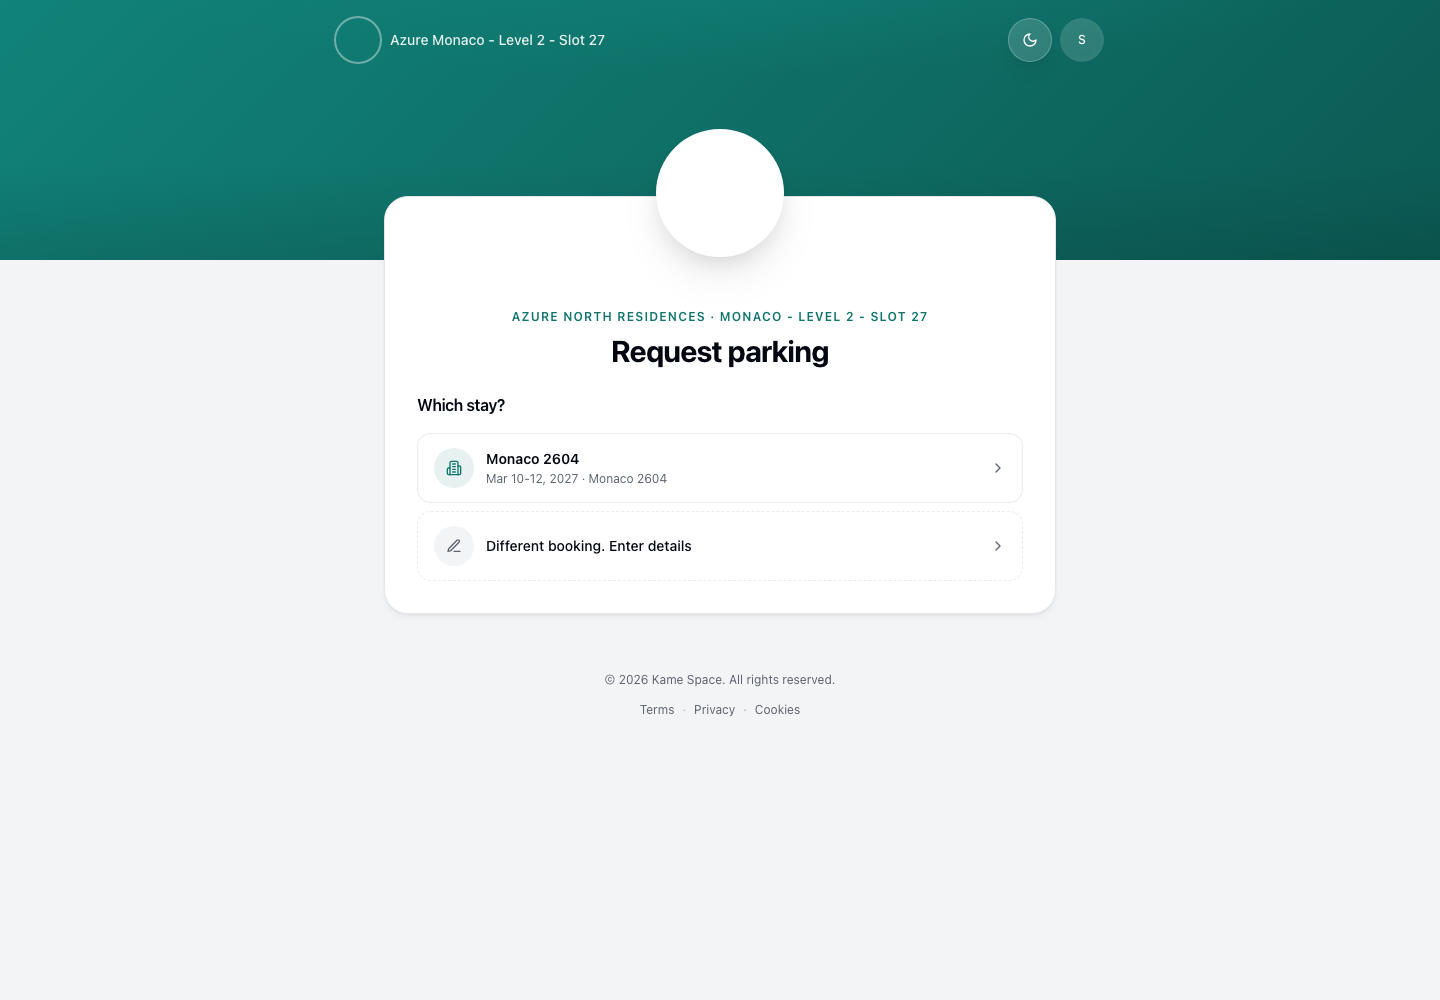 Azure Monaco - Level 2 - Slot 27
S
AZURE NORTH RESIDENCES · MONACO - LEVEL 2 - SLOT 27
Request parking
Which stay?
Monaco 2604
Mar 10-12, 2027 · Monaco 2604
Different booking. Enter details
© 2026 Kame Space. All rights reserved.
Terms · Privacy · Cookies